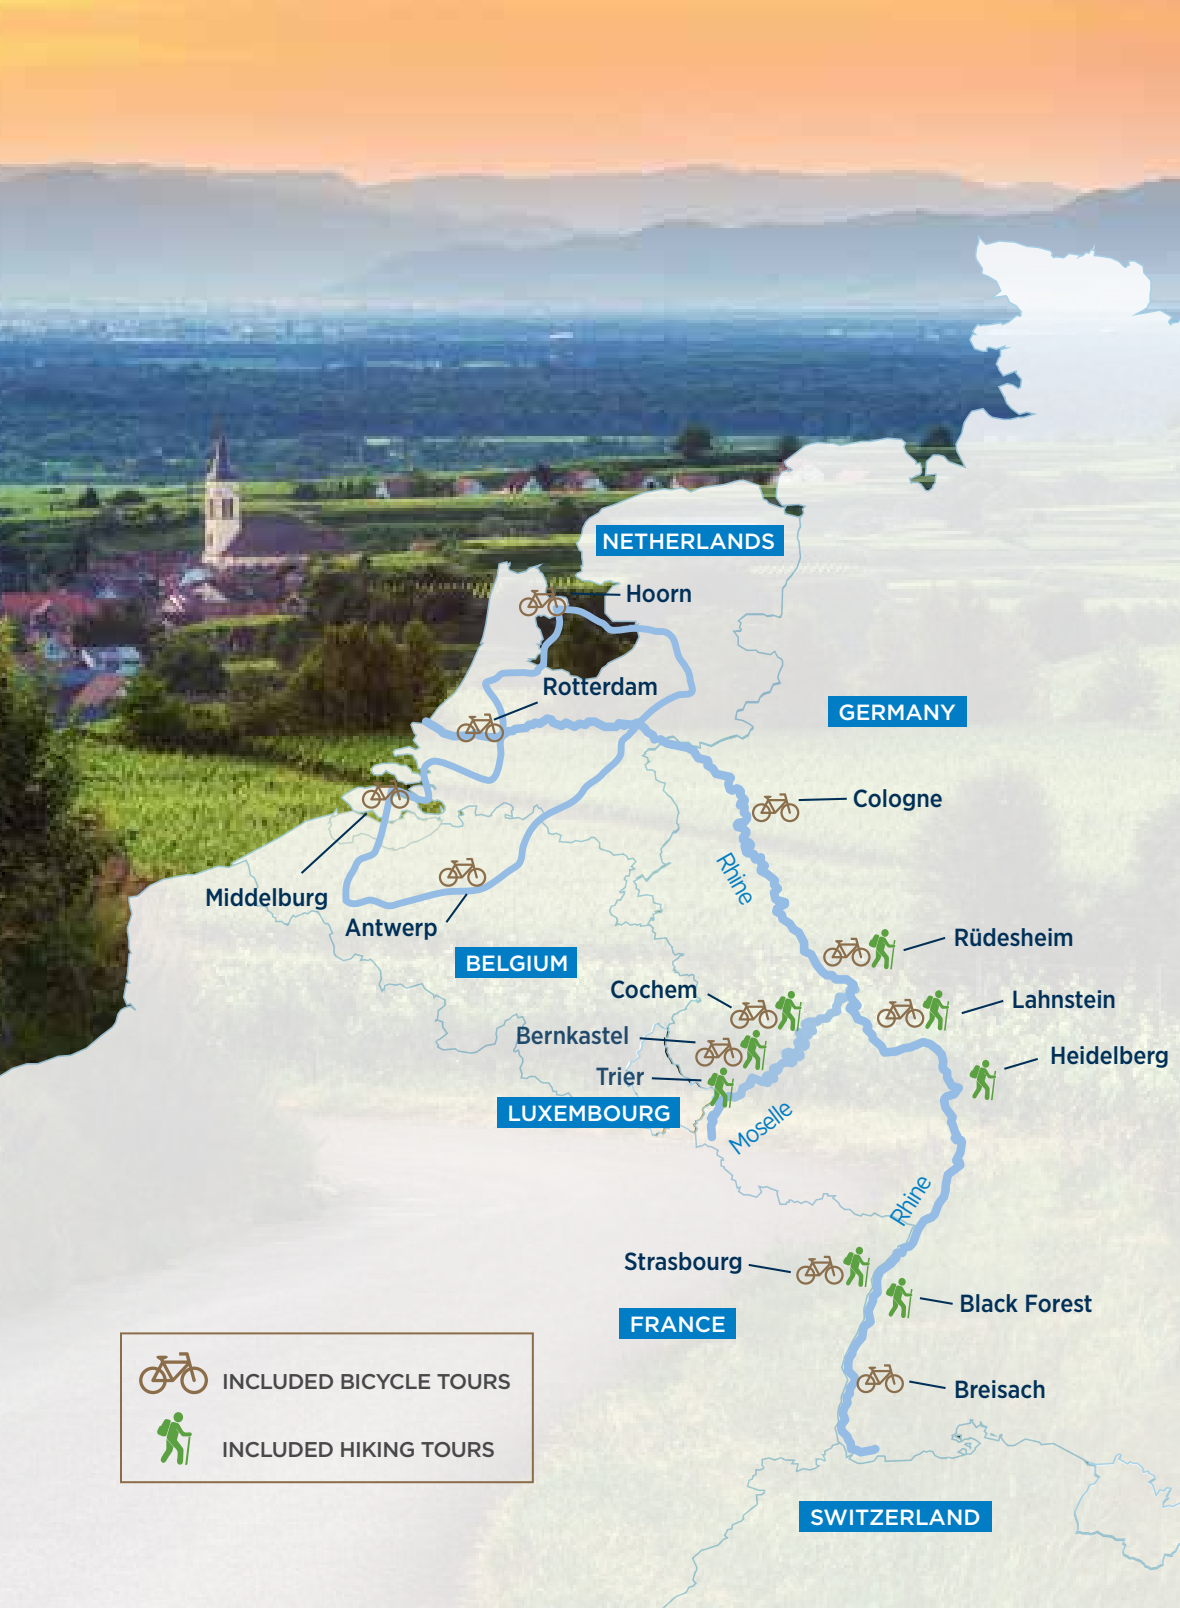 NETHERLANDS
Hoorn
Rotterdam
GERMANY
Cologne
Rhine
Middelburg
Antwerp
BELGIUM
Rüdesheim
Cochem
Lahnstein
Bernkastel
Heidelberg
Trier
LUXEMBOURG
Moselle
Rhine
Strasbourg
Black Forest
FRANCE
INCLUDED BICYCLE TOURS
Breisach
INCLUDED HIKING TOURS
SWITZERLAND